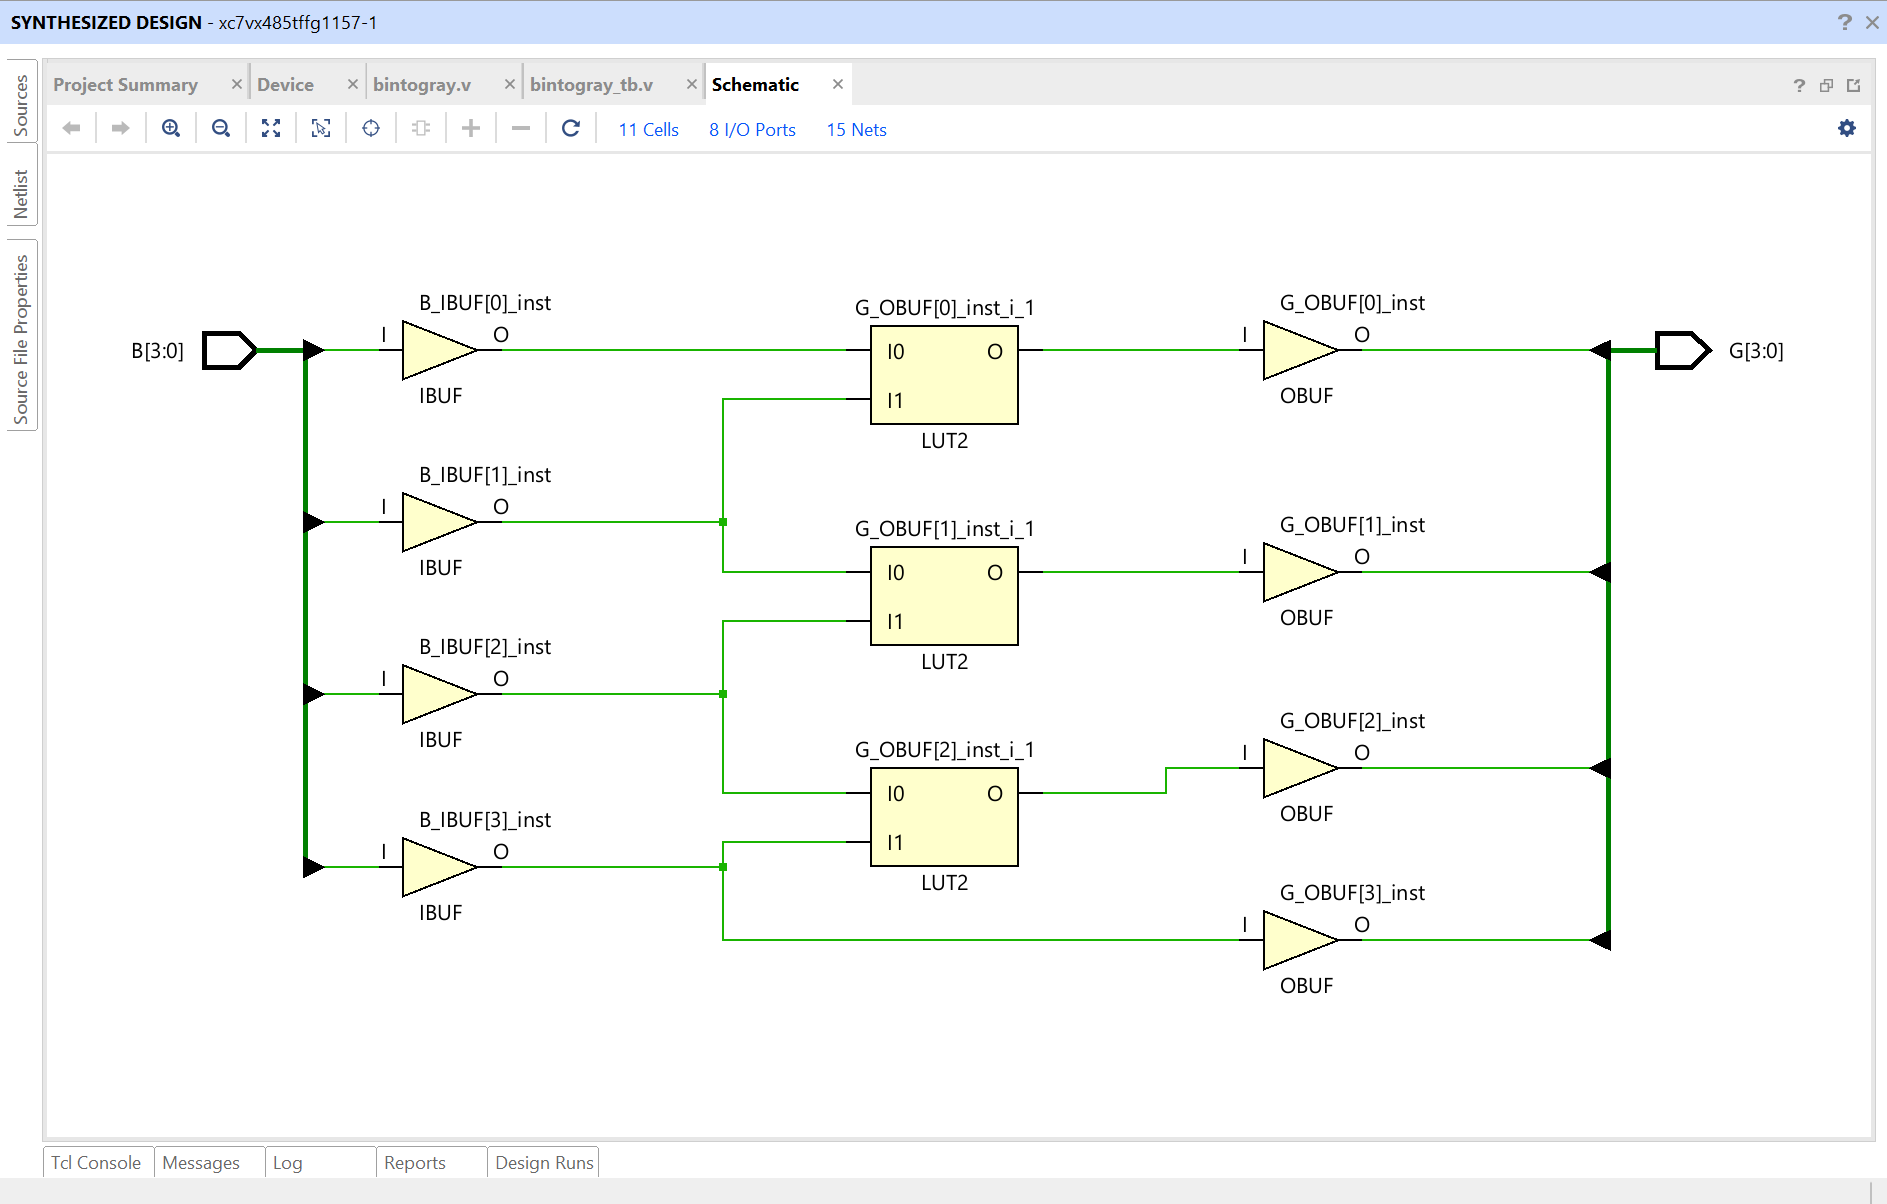 SYNTHESIZED DESIGN - xc7vx485tffg1157-1
? ×
Sources
Netlist
Source File Properties
Project Summary × Device × bintogray.v × bintogray_tb.v × Schematic ×
?
11 Cells 8 I/O Ports 15 Nets
B[3:0]
B_IBUF[0]_inst
I O
IBUF
G_OBUF[0]_inst_i_1
I0 O
I1
LUT2
G_OBUF[0]_inst
I O
OBUF
G[3:0]
B_IBUF[1]_inst
I O
IBUF
G_OBUF[1]_inst_i_1
I0 O
I1
LUT2
G_OBUF[1]_inst
I O
OBUF
B_IBUF[2]_inst
I O
IBUF
G_OBUF[2]_inst_i_1
I0 O
I1
LUT2
G_OBUF[2]_inst
I O
OBUF
B_IBUF[3]_inst
I O
IBUF
G_OBUF[3]_inst
I O
OBUF
Tcl Console Messages Log Reports Design Runs